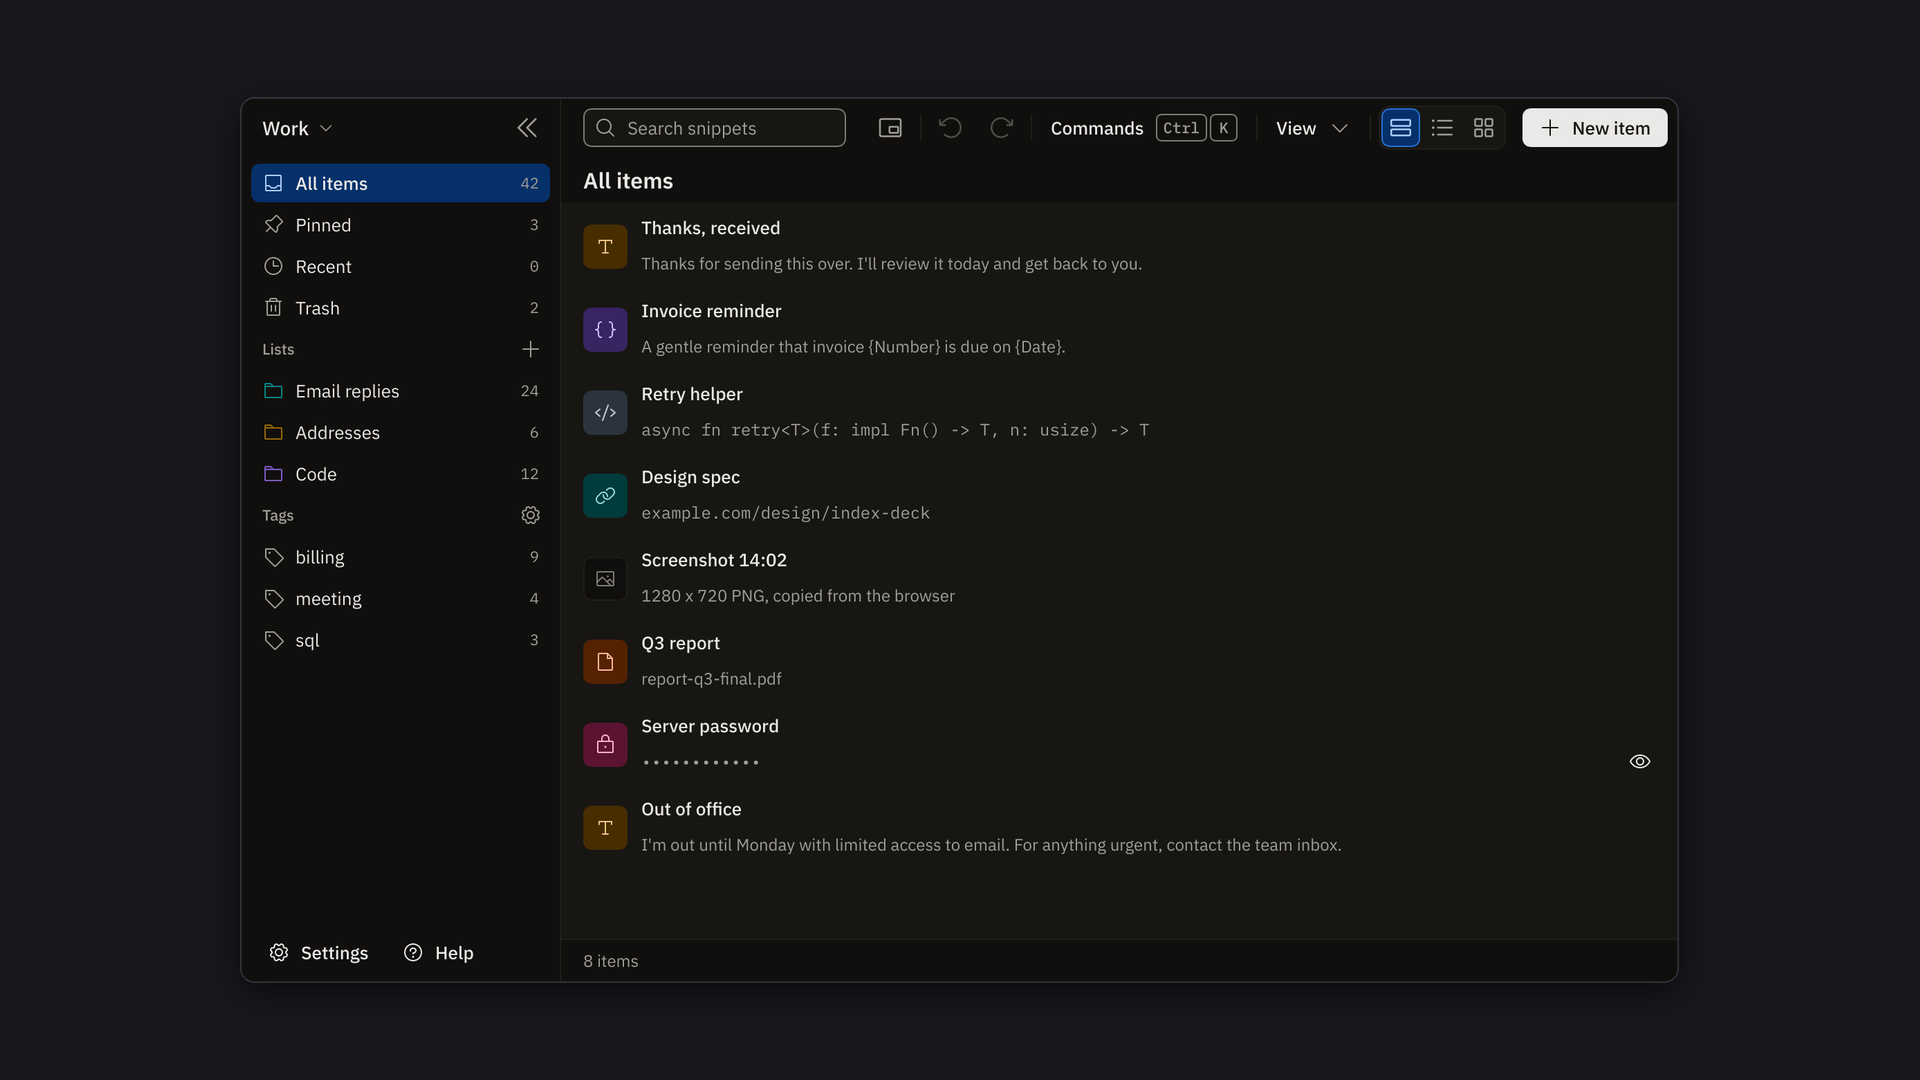 Work
All items 42
Pinned 3
Recent 0
Trash 2
Lists
Email replies 24
Addresses 6
Code 12
Tags
billing 9
meeting 4
sql 3
Settings Help
Search snippets Commands Ctrl K View New item
All items
T
Thanks, received
Thanks for sending this over. I'll review it today and get back to you.
{ }
Invoice reminder
A gentle reminder that invoice {Number} is due on {Date}.
</>
Retry helper
async fn retry<T>(f: impl Fn() -> T, n: usize) -> T
Design spec
example.com/design/index-deck
Screenshot 14:02
1280 x 720 PNG, copied from the browser
Q3 report
report-q3-final.pdf
Server password
••••••••••••
T
Out of office
I'm out until Monday with limited access to email. For anything urgent, contact the team inbox.
8 items